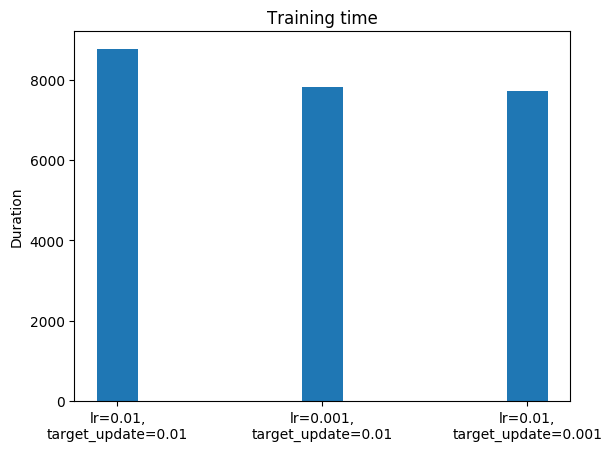 Training time
Duration
8000
6000
4000
2000
0
lr=0.01,
target_update=0.01
lr=0.001,
target_update=0.01
lr=0.01,
target_update=0.001